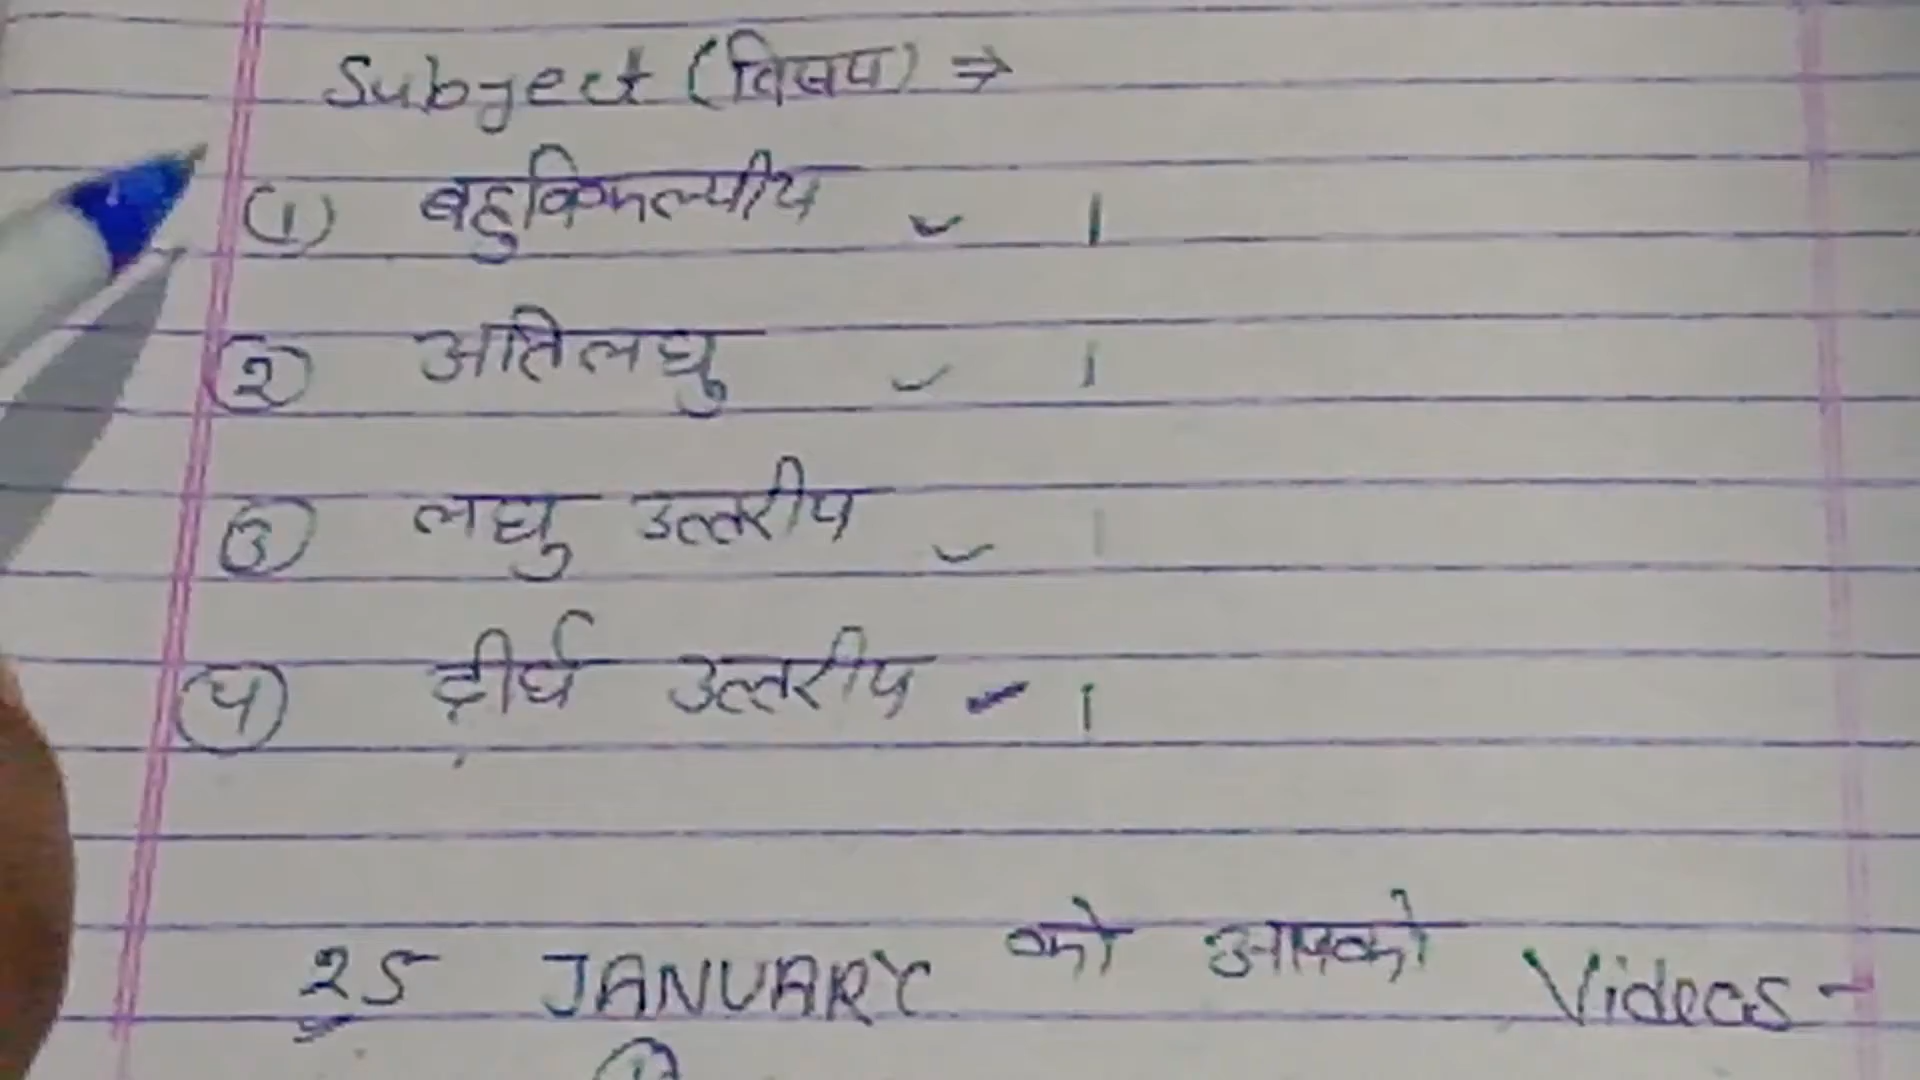 Subject (विषय) ⇒
① बहुविकल्पीय ✓ |
② अतिलघु ✓ |
③ लघु उत्तरीय ✓ |
④ दीर्घ उत्तरीय - |
25 JANUARY को आपको Videos -
①